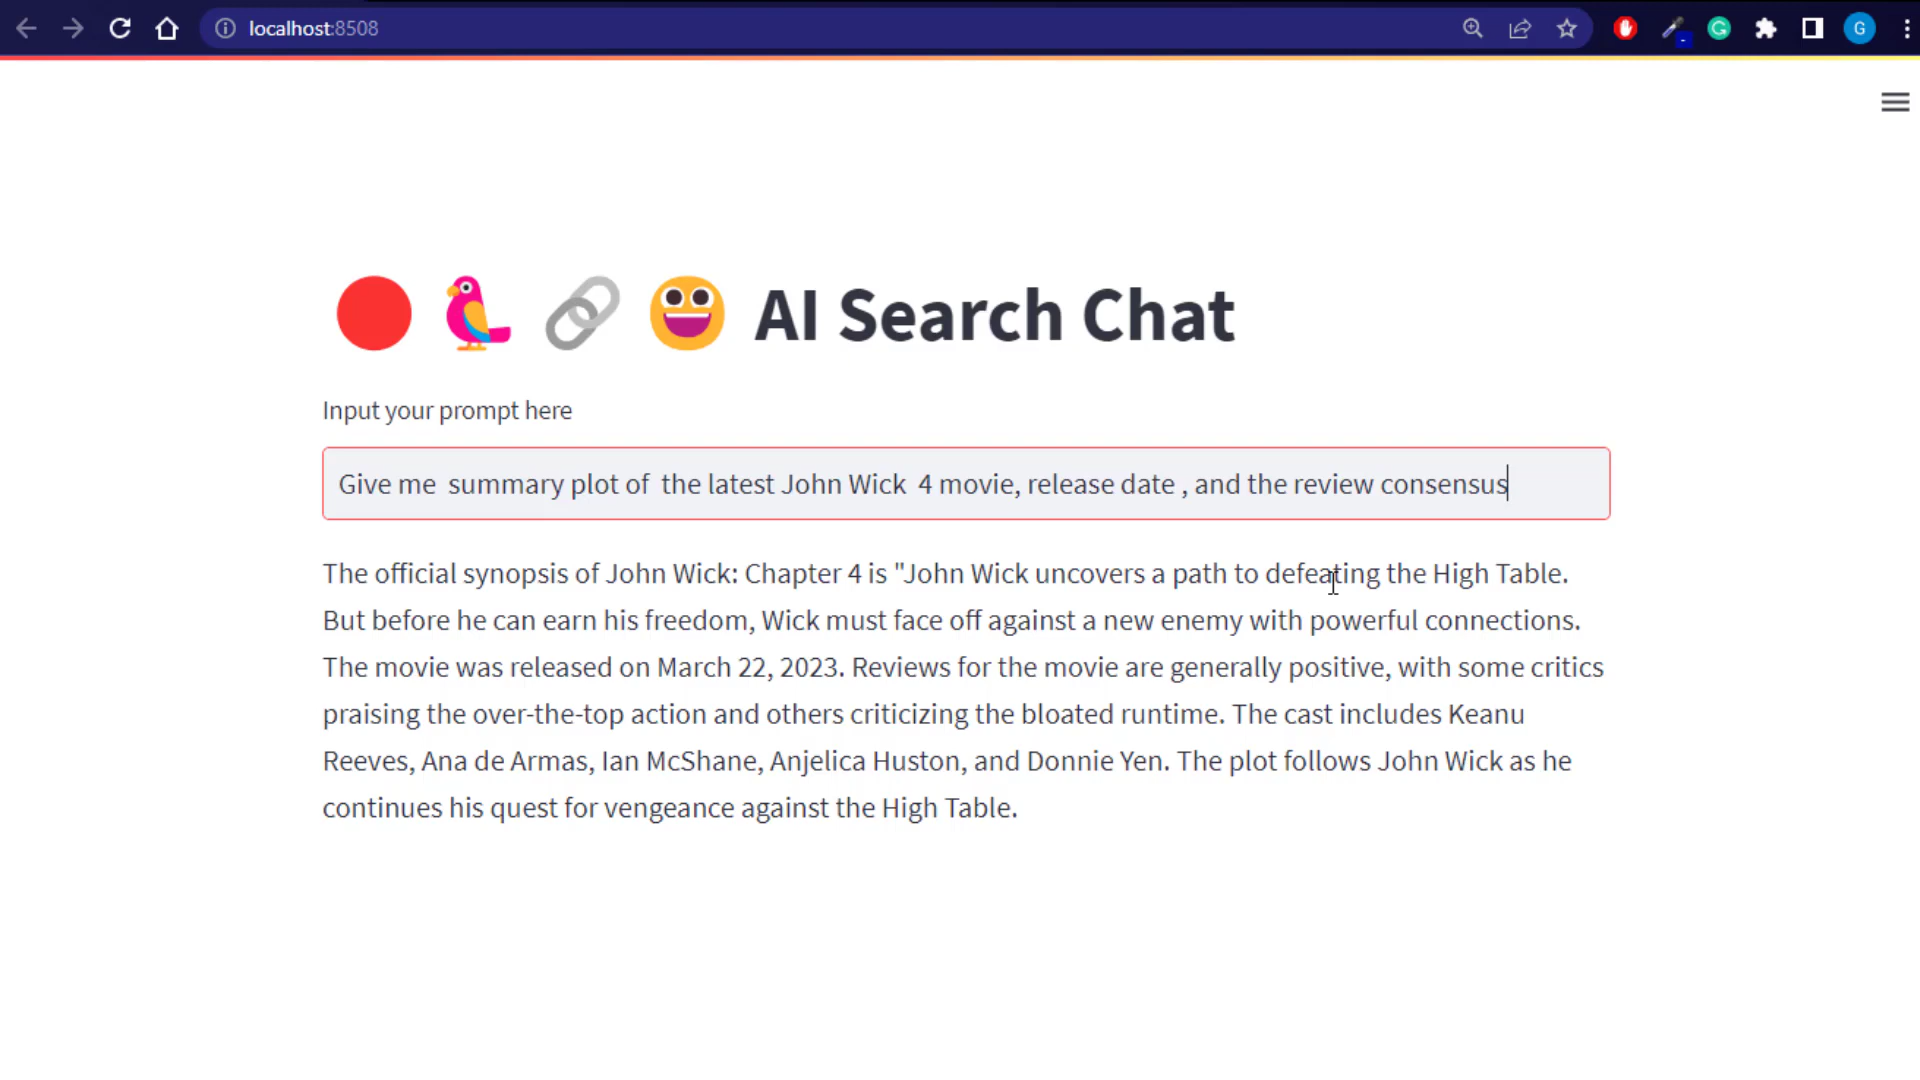 localhost:8508
G
AI Search Chat
Input your prompt here
Give me  summary plot of  the latest John Wick  4 movie, release date , and the review consensus
The official synopsis of John Wick: Chapter 4 is "John Wick uncovers a path to defeating the High Table.
But before he can earn his freedom, Wick must face off against a new enemy with powerful connections.
The movie was released on March 22, 2023. Reviews for the movie are generally positive, with some critics
praising the over-the-top action and others criticizing the bloated runtime. The cast includes Keanu
Reeves, Ana de Armas, Ian McShane, Anjelica Huston, and Donnie Yen. The plot follows John Wick as he
continues his quest for vengeance against the High Table.